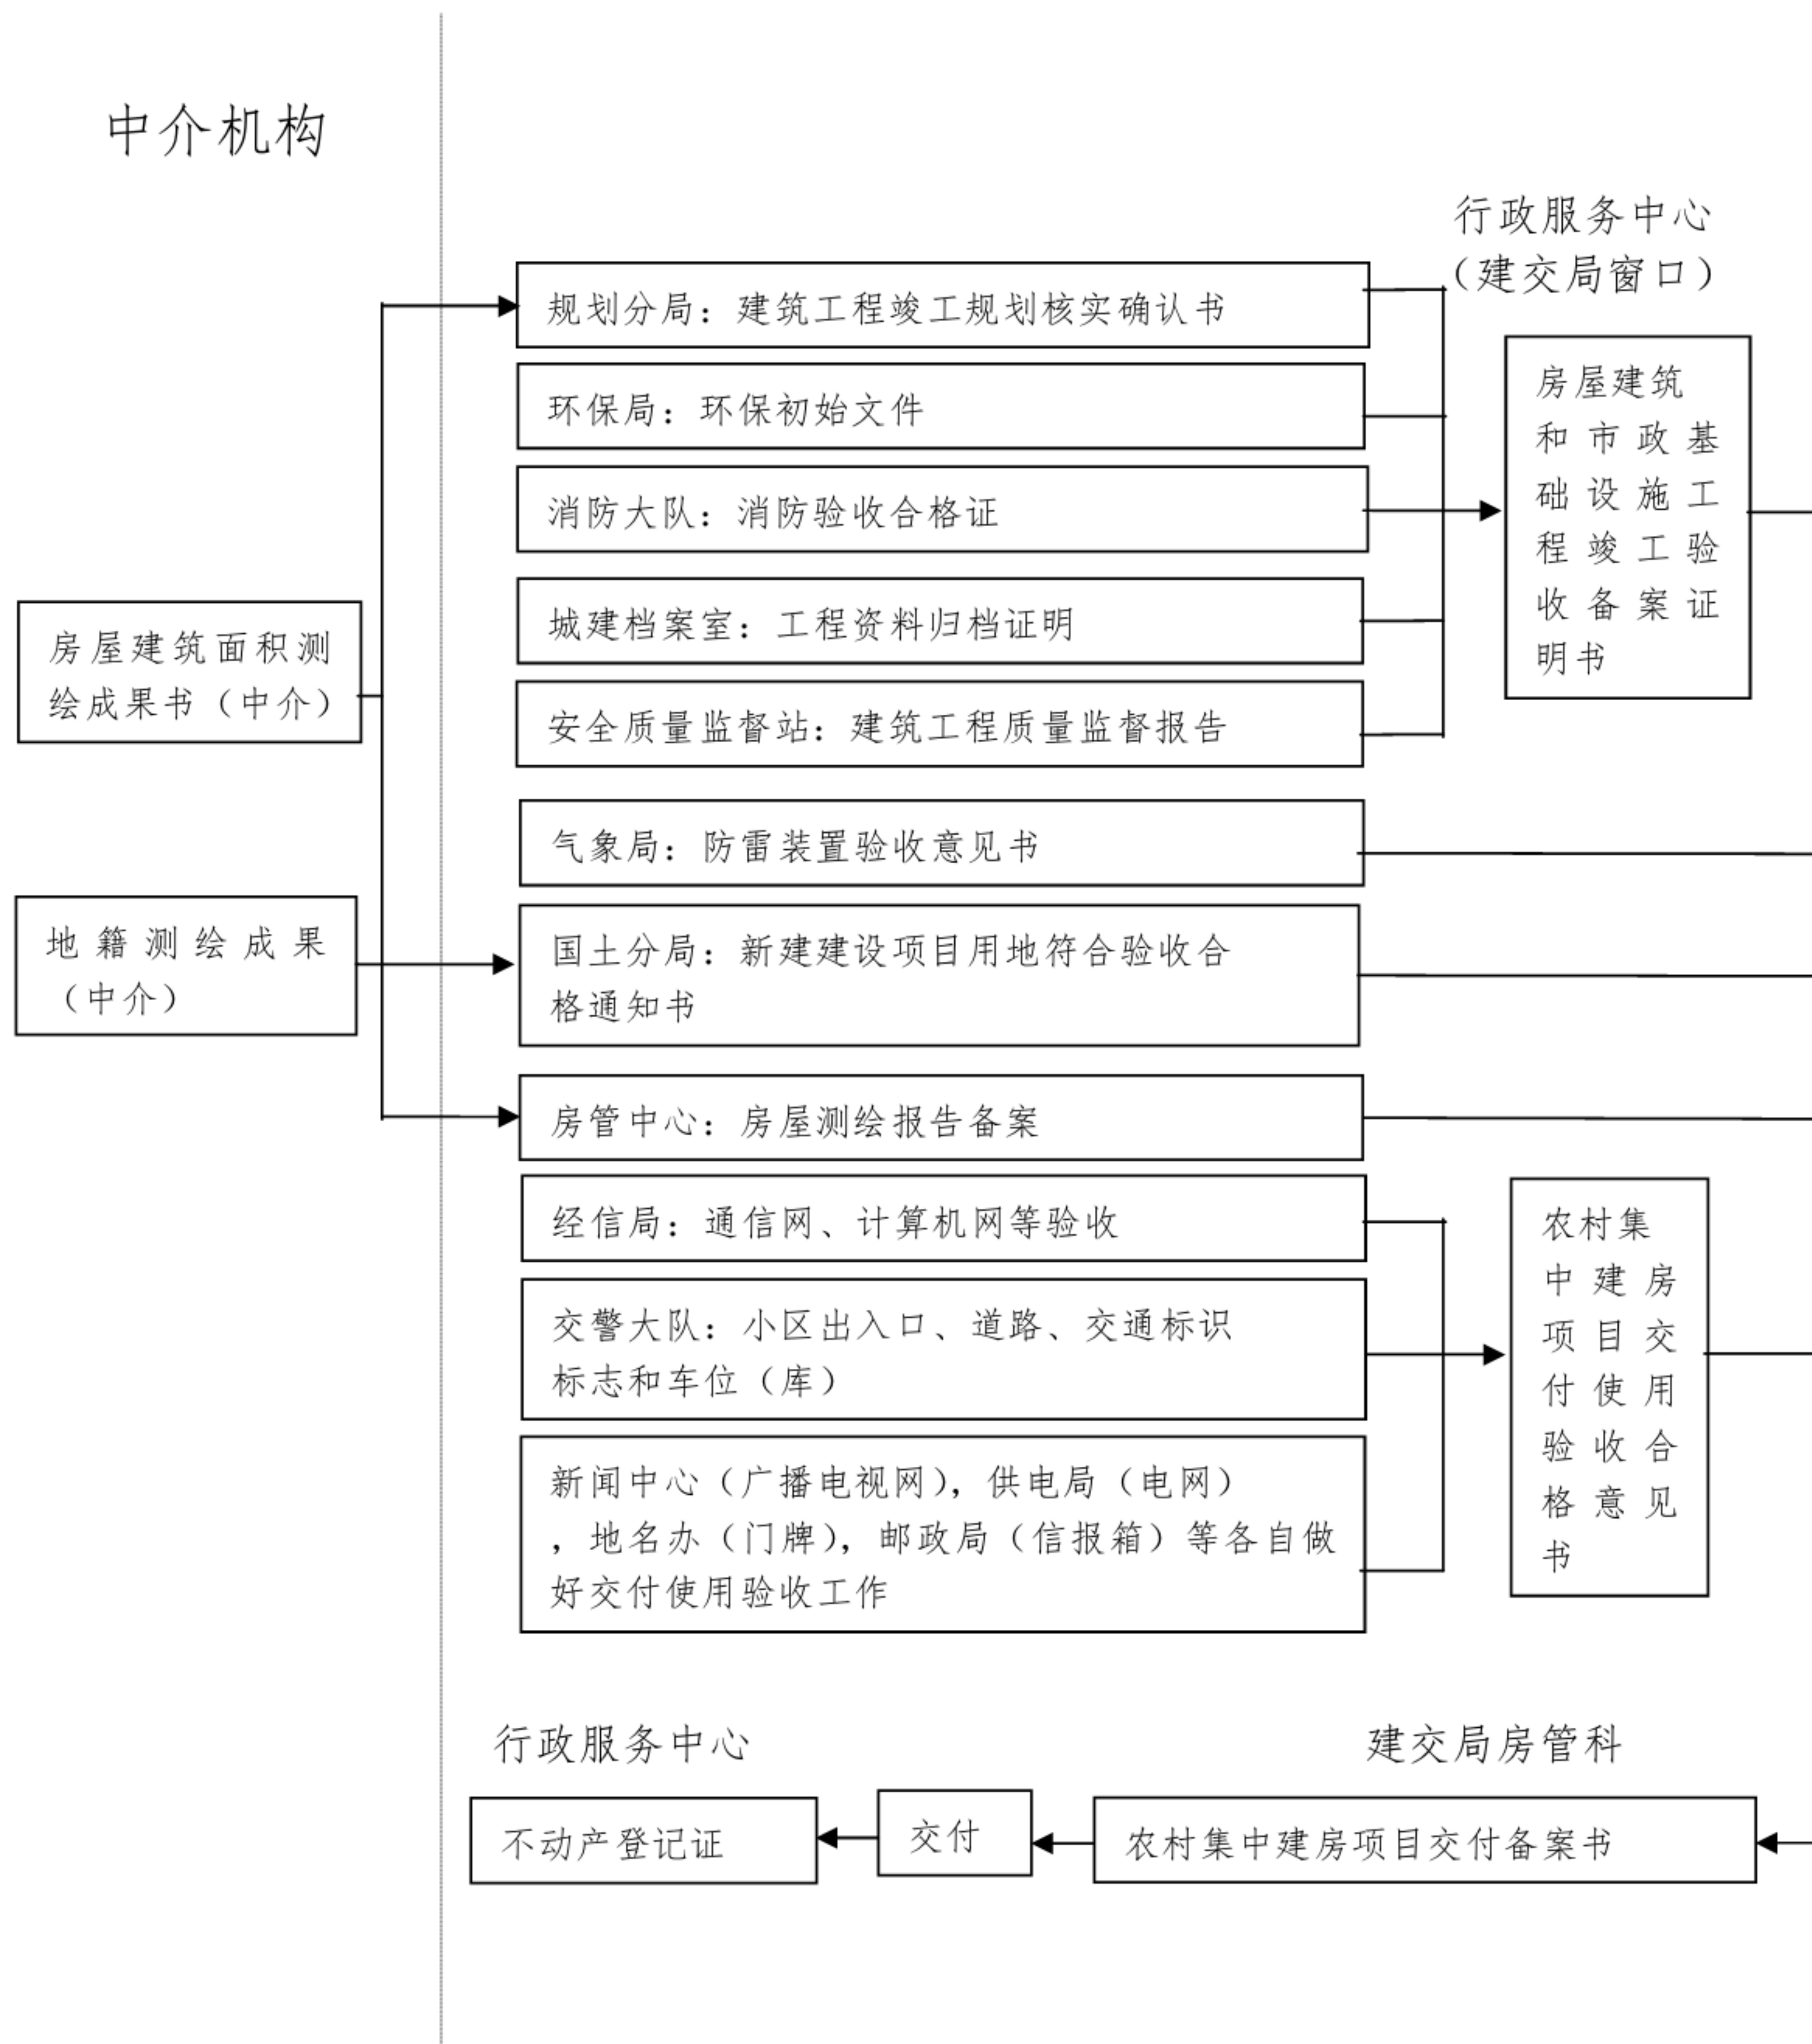 中介机构
行政服务中心
（建交局窗口）
规划分局：建筑工程竣工规划核实确认书
环保局：环保初始文件
消防大队：消防验收合格证
城建档案室：工程资料归档证明
安全质量监督站：建筑工程质量监督报告
房屋建筑
和市政基
础设施工
程竣工验
收备案证
明书
房屋建筑面积测
绘成果书（中介）
气象局：防雷装置验收意见书
地籍测绘成果
（中介）
国土分局：新建建设项目用地符合验收合
格通知书
房管中心：房屋测绘报告备案
经信局：通信网、计算机网等验收
交警大队：小区出入口、道路、交通标识
标志和车位（库）
新闻中心（广播电视网），供电局（电网）
，地名办（门牌），邮政局（信报箱）等各自做
好交付使用验收工作
农村集
中建房
项目交
付使用
验收合
格意见
书
行政服务中心
建交局房管科
不动产登记证
交付
农村集中建房项目交付备案书